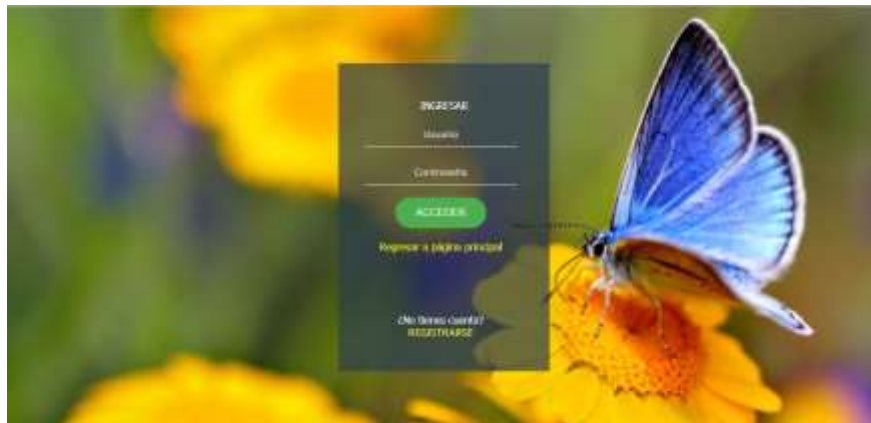 INGRESAR
Usuario
Contraseña
ACCEDER
Regresar a página principal
¿No tienes cuenta?
REGISTRARSE